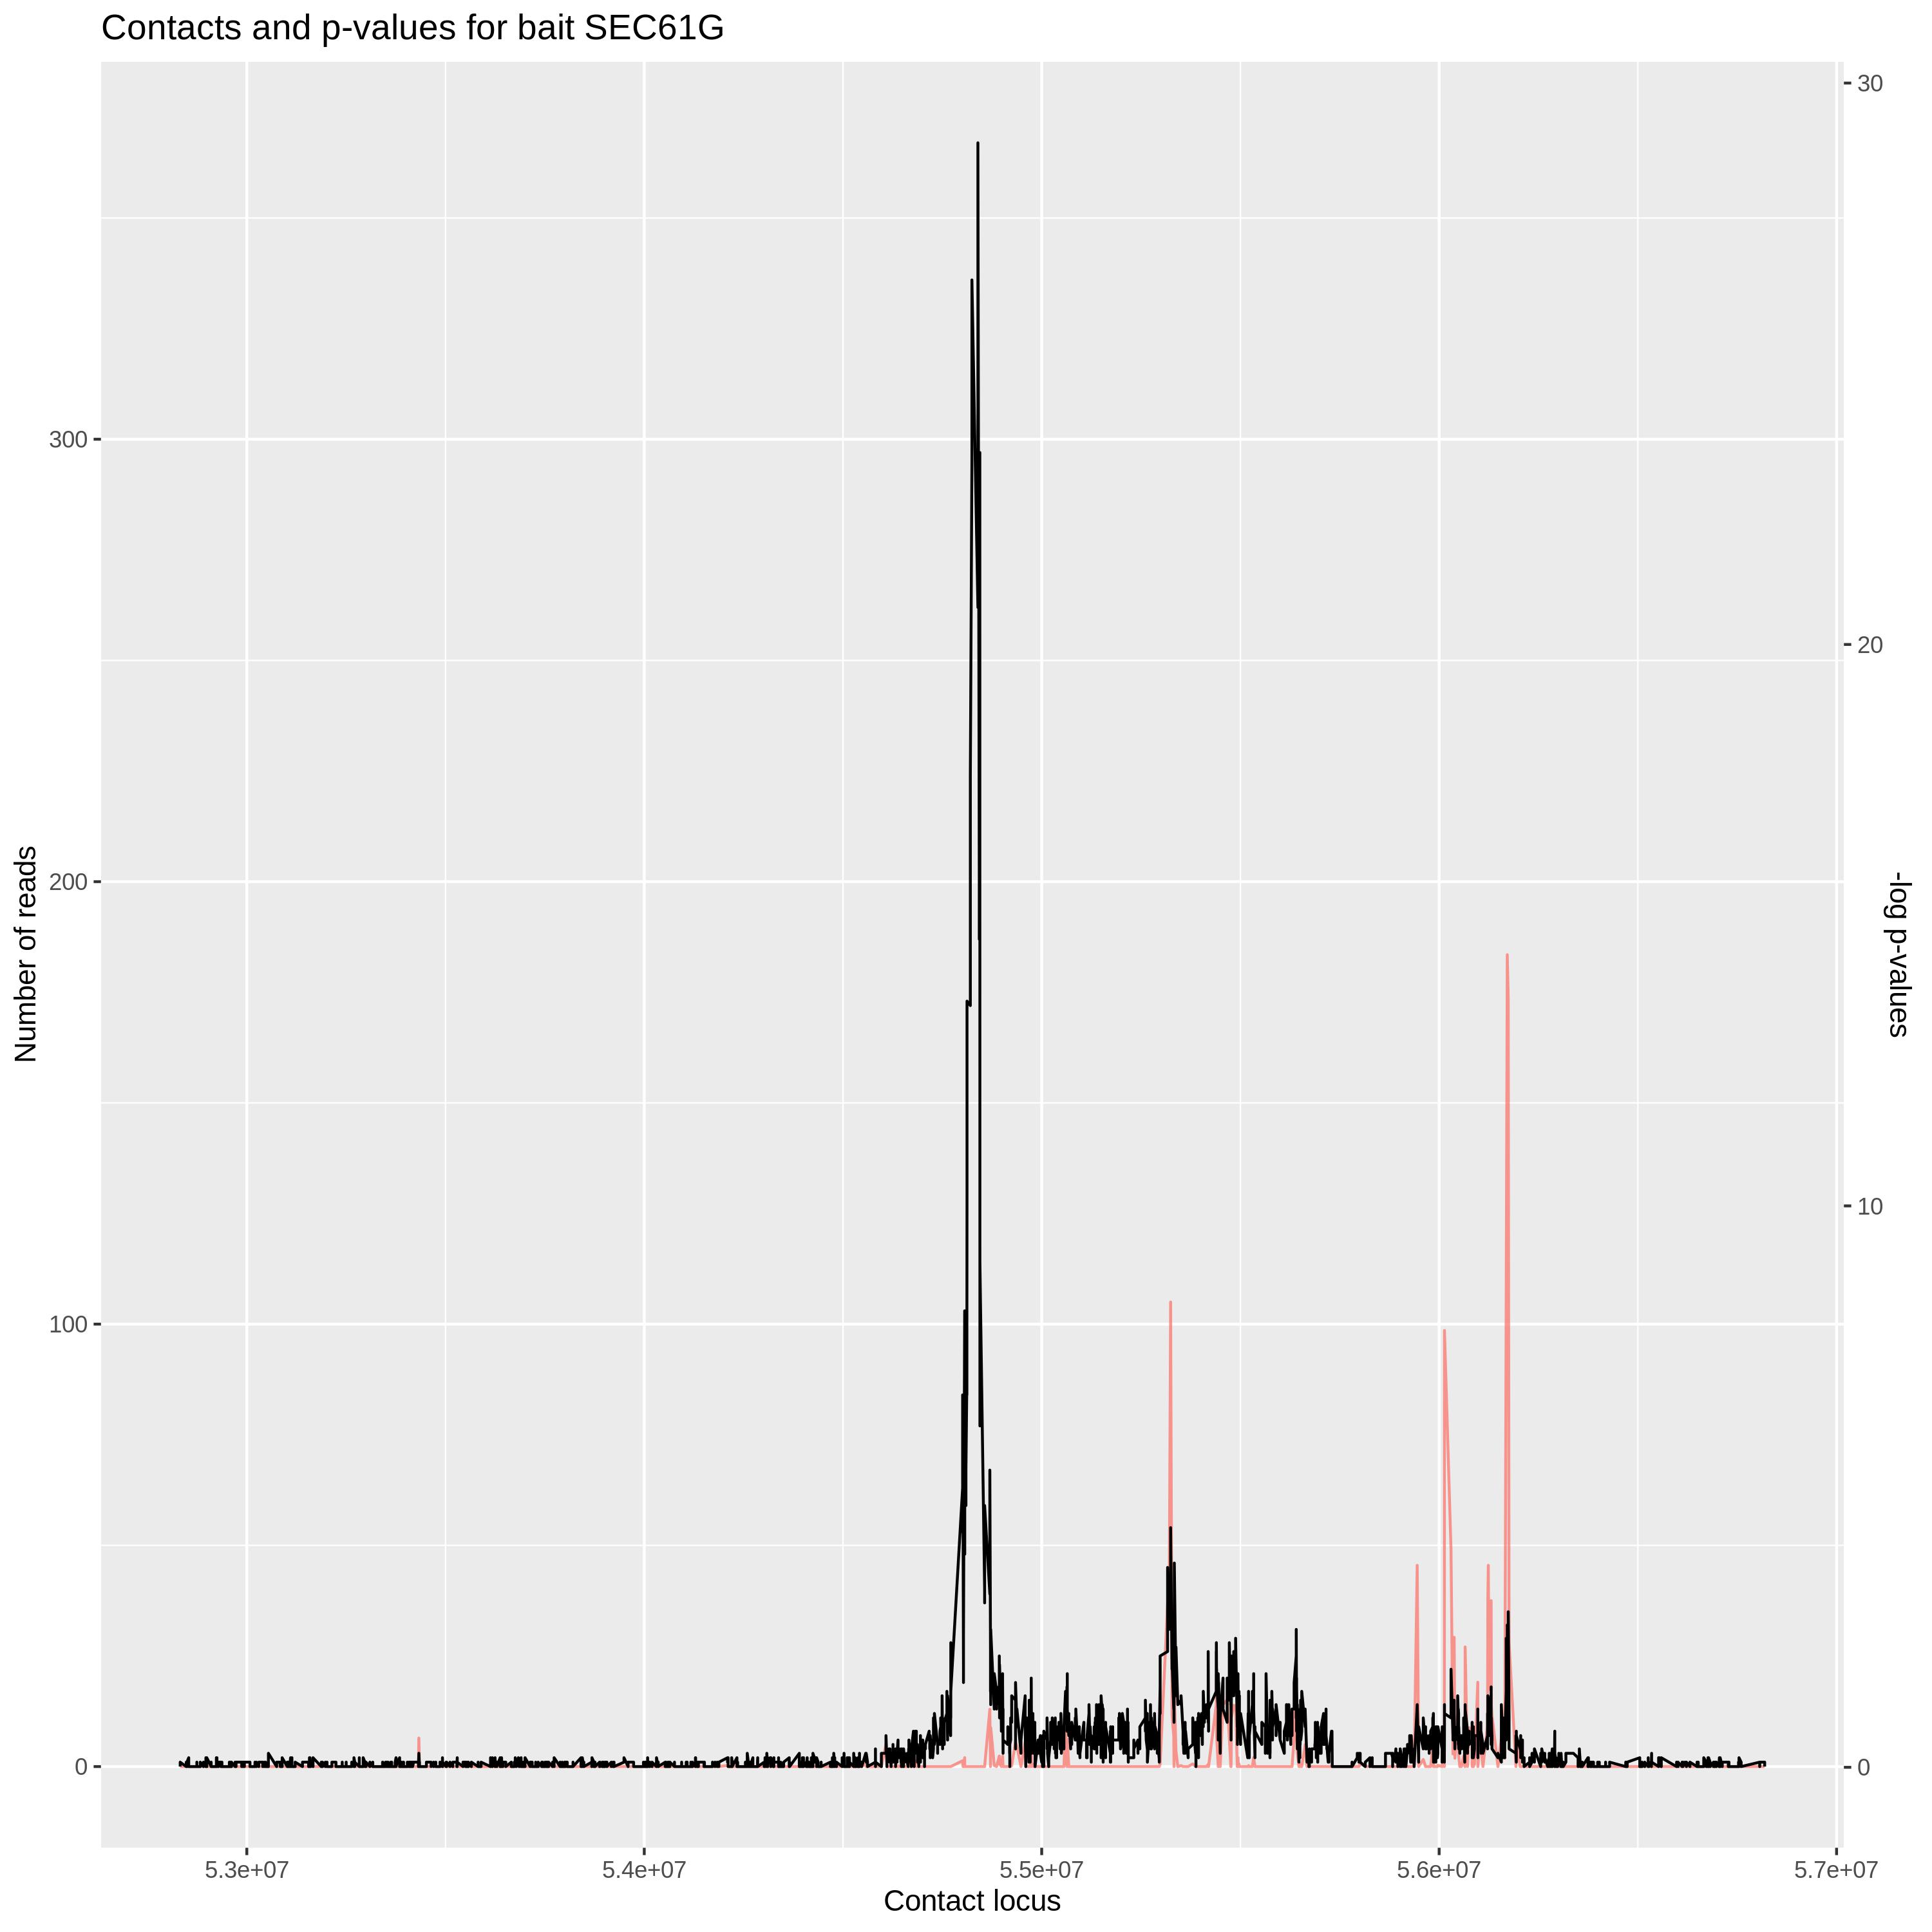 Contacts and p-values for bait SEC61G
30
300
20
200
Number of reads
-log p-values
10
100
0
0
5.3e+07
5.4e+07
5.5e+07
5.6e+07
5.7e+07
Contact locus